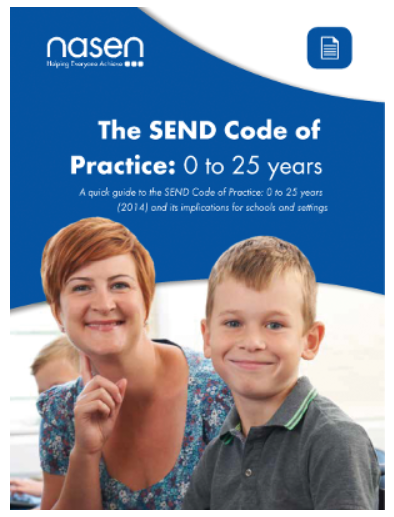 nasen
Helping Everyone Achieve
The SEND Code of
Practice: 0 to 25 years
A quick guide to the SEND Code of Practice: 0 to 25 years
(2014) and its implications for schools and settings